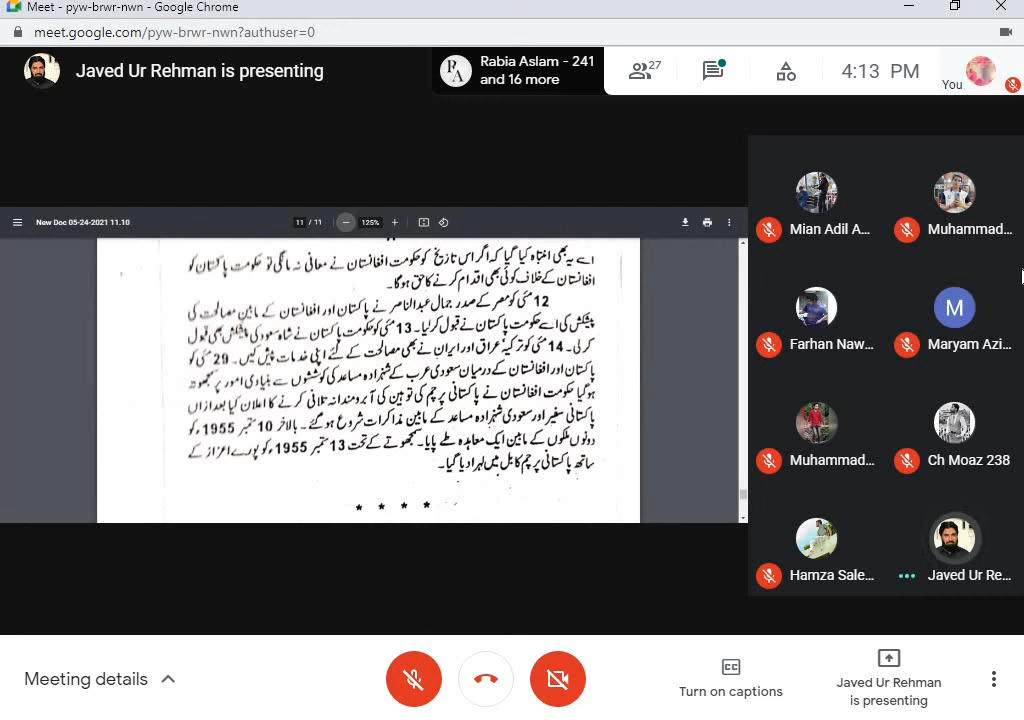 Meet - pyw-brwr-nwn - Google Chrome
meet.google.com/pyw-brwr-nwn?authuser=0
Javed Ur Rehman is presenting
RA
Rabia Aslam - 241
and 16 more
27
4:13 PM
You
New Doc 05-24-2021 11.10
11 / 11
125%
اسے یہ بھی انتباہ کیا گیا کہ اگر اس تاریخ کو حکومت افغانستان نے معافی نہ مانگی تو حکومت پاکستان کو
افغانستان کے خلاف کوئی بھی اقدام کرنے کا حق ہوگا۔
12 مئی کو مصر کے صدر جمال عبدالناصر نے پاکستان اور افغانستان کے مابین مصالحت کی
پیشکش کی اسے حکومت پاکستان نے قبول کر لیا۔ 13 مئی کو حکومت پاکستان نے شاہ سعود کی پیشکش بھی قبول
کر لی۔ 14 مئی کو ترکیہ عراق اور ایران نے بھی مصالحت کے لئے اپنی خدمات پیش کیں۔ 29 مئی کو
پاکستان اور افغانستان کے درمیان سعودی عرب کے شہزادہ مساعد کی کوششوں سے بنیادی امور پر سمجھوتہ
ہو گیا حکومت افغانستان نے پاکستانی پرچم کی توہین کی آبرومندانہ تلافی کرنے کا اعلان کیا بعد ازاں
پاکستانی سفیر اور سعودی شہزادہ مساعد کے مابین مذاکرات شروع ہو گئے۔ بالآخر 10 ستمبر 1955ء کو
دونوں ملکوں کے مابین ایک معاہدہ طے پایا۔ سمجھوتے کے تحت 13 ستمبر 1955ء کو پورے اعزاز کے
ساتھ پاکستانی پرچم کابل میں لہرا دیا گیا۔
* * * *
Mian Adil A...
Muhammad...
Farhan Naw...
M
Maryam Azi...
Muhammad...
Ch Moaz 238
Hamza Sale...
Javed Ur Re...
Meeting details
CC
Turn on captions
Javed Ur Rehman
is presenting